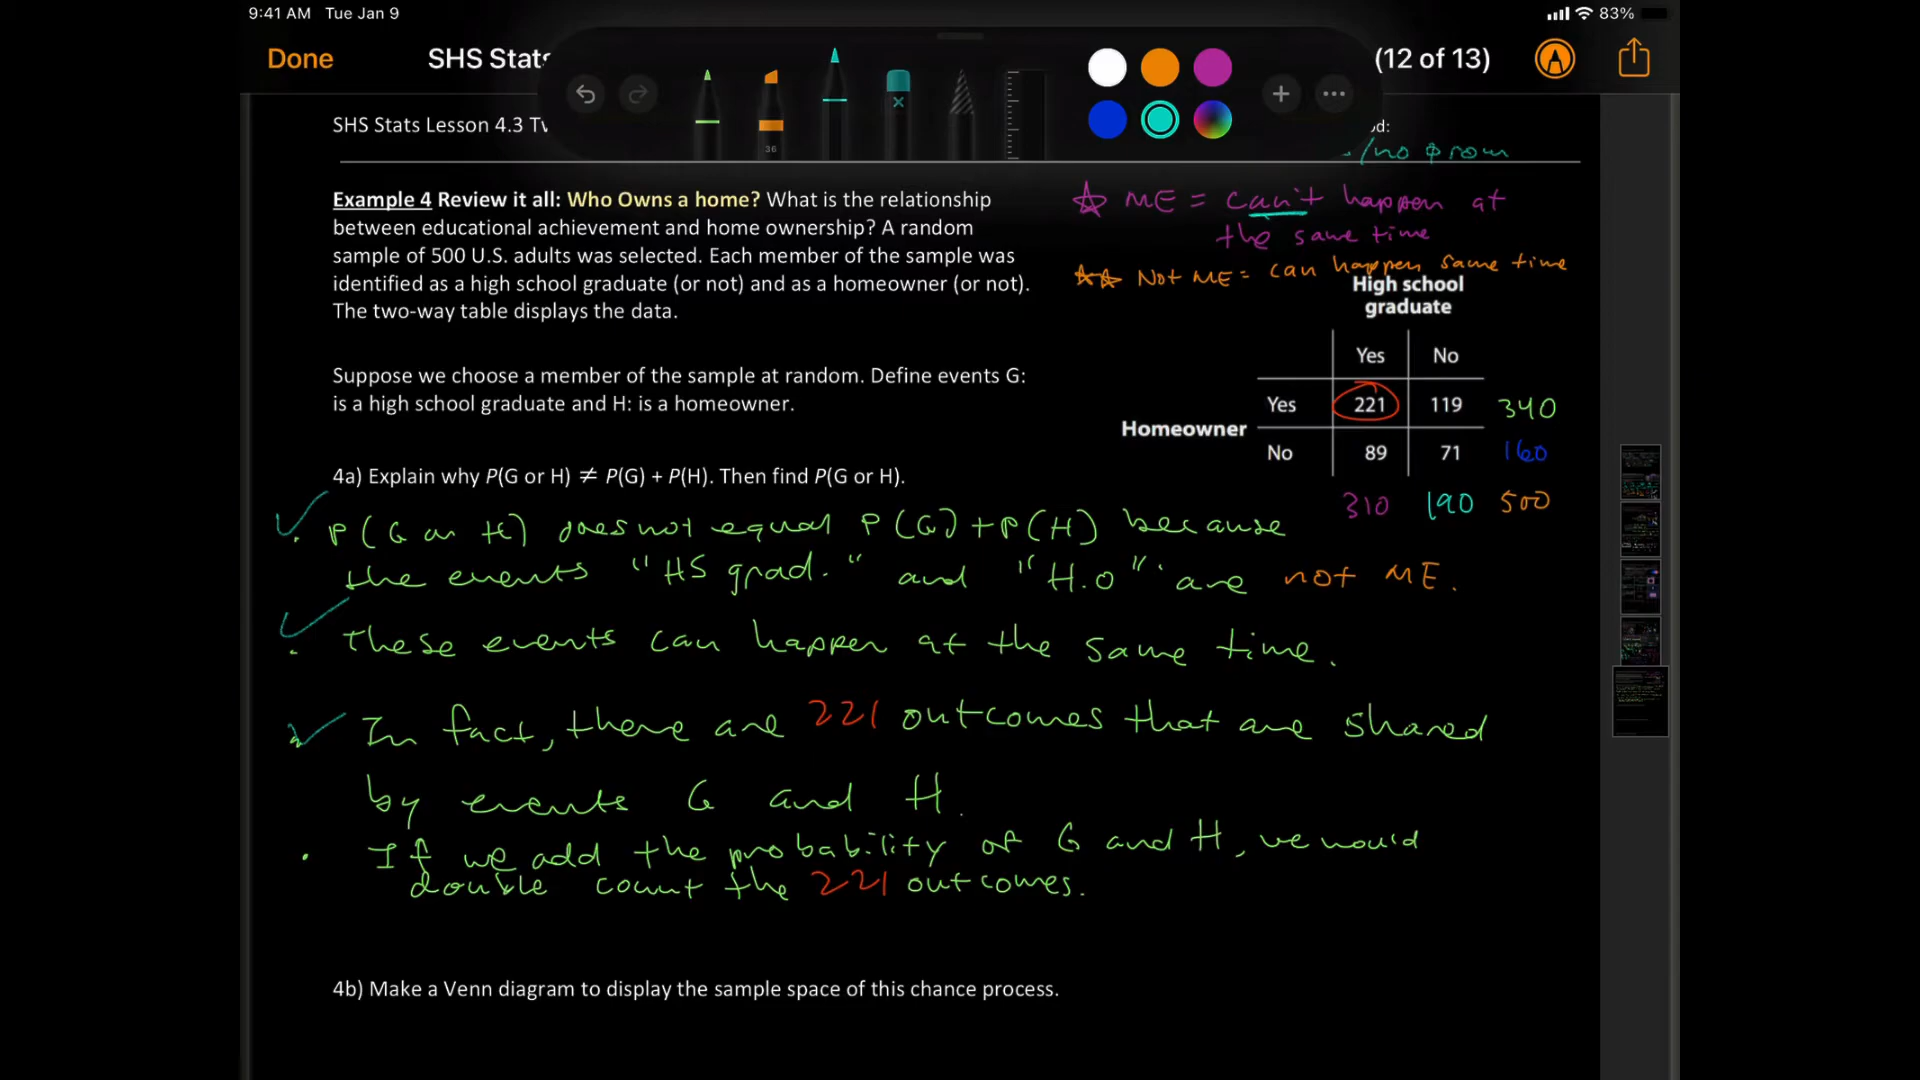 9:41 AM Tue Jan 9
83%
Done
SHS Stats
(12 of 13)
36
SHS Stats Lesson 4.3
/no prom
Example 4 Review it all: Who Owns a home? What is the relationship
between educational achievement and home ownership? A random
sample of 500 U.S. adults was selected. Each member of the sample was
identified as a high school graduate (or not) and as a homeowner (or not).
The two-way table displays the data.
ME = can't happen at
the same time
Not ME = can happen same time
High school
graduate
Yes No
Yes 221 119 340
Homeowner
No 89 71 160
310 190 500
Suppose we choose a member of the sample at random. Define events G:
is a high school graduate and H: is a homeowner.
4a) Explain why P(G or H) ≠ P(G) + P(H). Then find P(G or H).
P(G or H) does not equal P(G)+P(H) because
the events "HS grad." and "H.O". are not ME.
These events can happen at the same time.
In fact, there are 221 outcomes that are shared
by events G and H.
If we add the probability of G and H, we would
double count the 221 outcomes.
4b) Make a Venn diagram to display the sample space of this chance process.